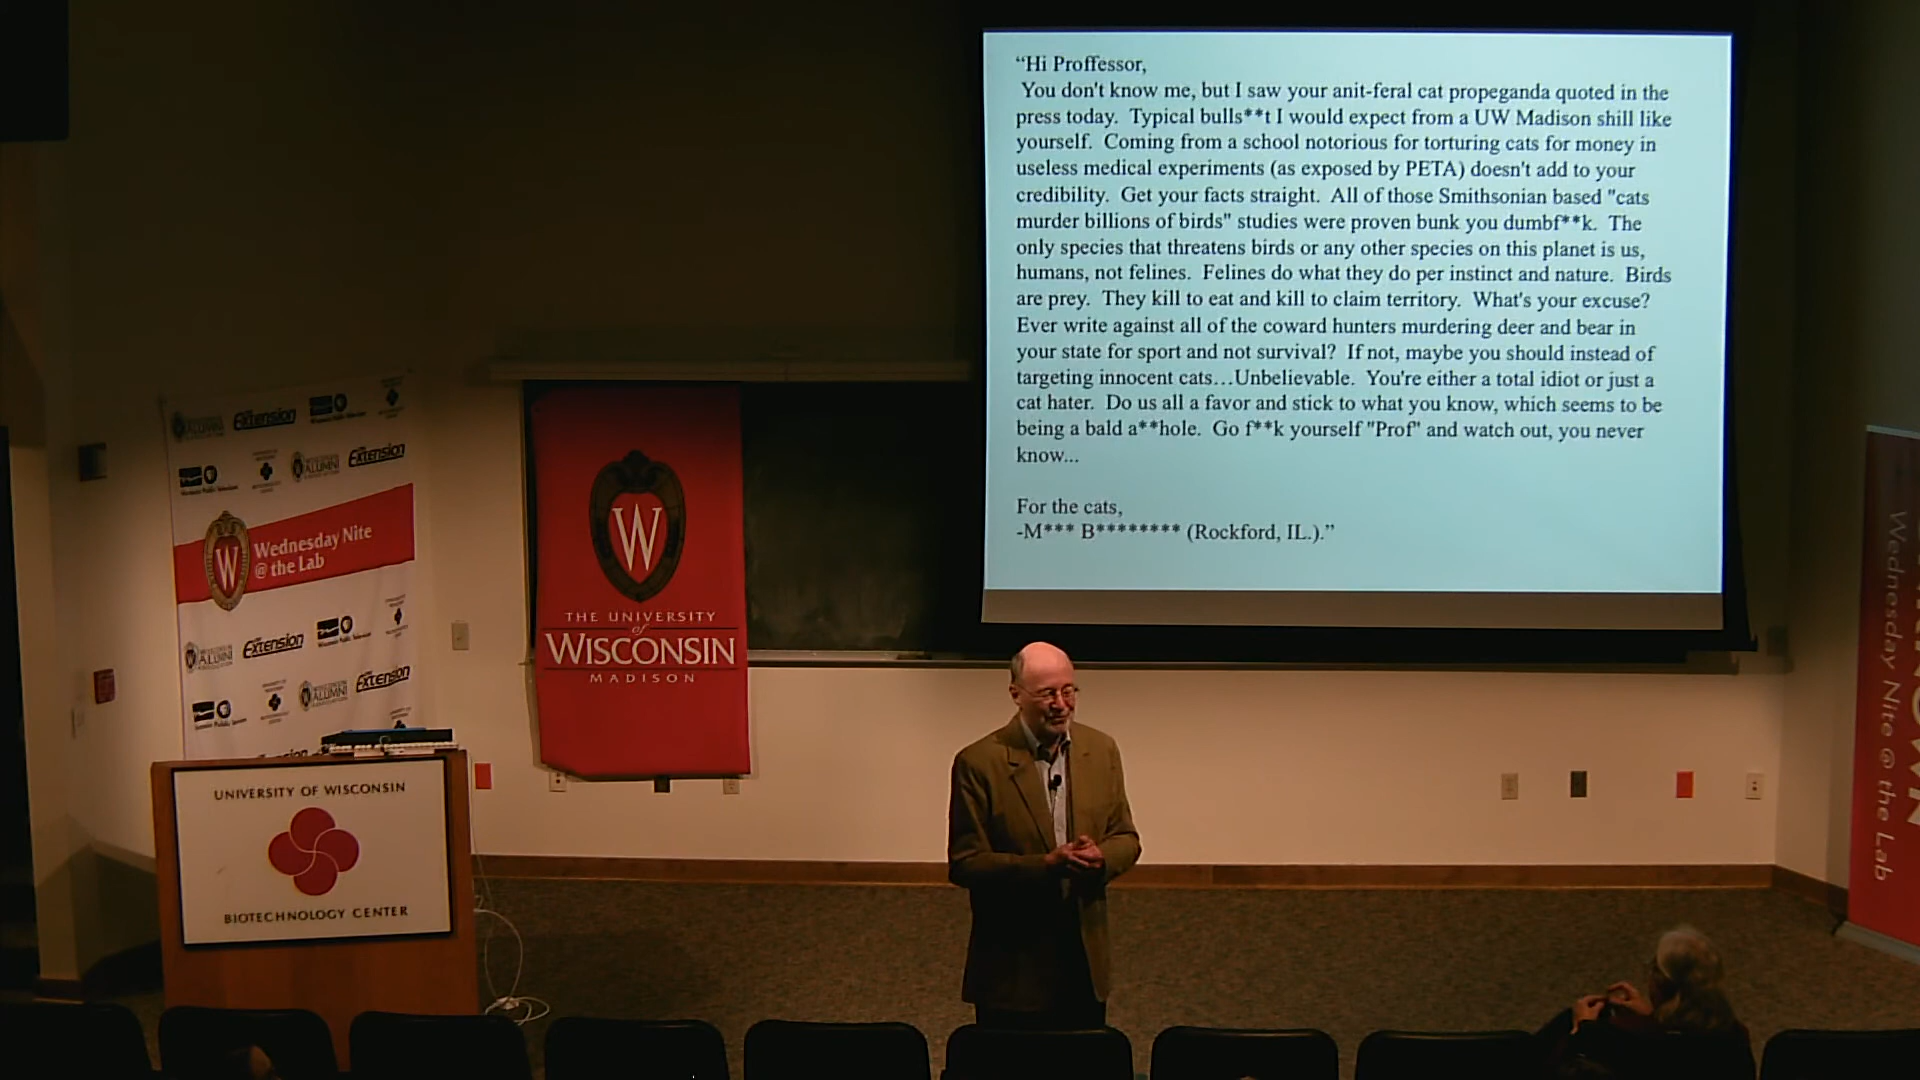 “Hi Proffessor,
You don't know me, but I saw your anit-feral cat propeganda quoted in the
press today. Typical bulls**t I would expect from a UW Madison shill like
yourself. Coming from a school notorious for torturing cats for money in
useless medical experiments (as exposed by PETA) doesn't add to your
credibility. Get your facts straight. All of those Smithsonian based "cats
murder billions of birds" studies were proven bunk you dumbf**k. The
only species that threatens birds or any other species on this planet is us,
humans, not felines. Felines do what they do per instinct and nature. Birds
are prey. They kill to eat and kill to claim territory. What's your excuse?
Ever write against all of the coward hunters murdering deer and bear in
your state for sport and not survival? If not, maybe you should instead of
targeting innocent cats…Unbelievable. You're either a total idiot or just a
cat hater. Do us all a favor and stick to what you know, which seems to be
being a bald a**hole. Go f**k yourself "Prof" and watch out, you never
know...
For the cats,
-M*** B******** (Rockford, IL.).”
Extension
ALUMNI Extension
W Wednesday Nite
@ the Lab
ALUMNI Extension
ALUMNI Extension
W
THE UNIVERSITY
of
WISCONSIN
MADISON
UNIVERSITY OF WISCONSIN
BIOTECHNOLOGY CENTER
Wednesday Nite @ the Lab